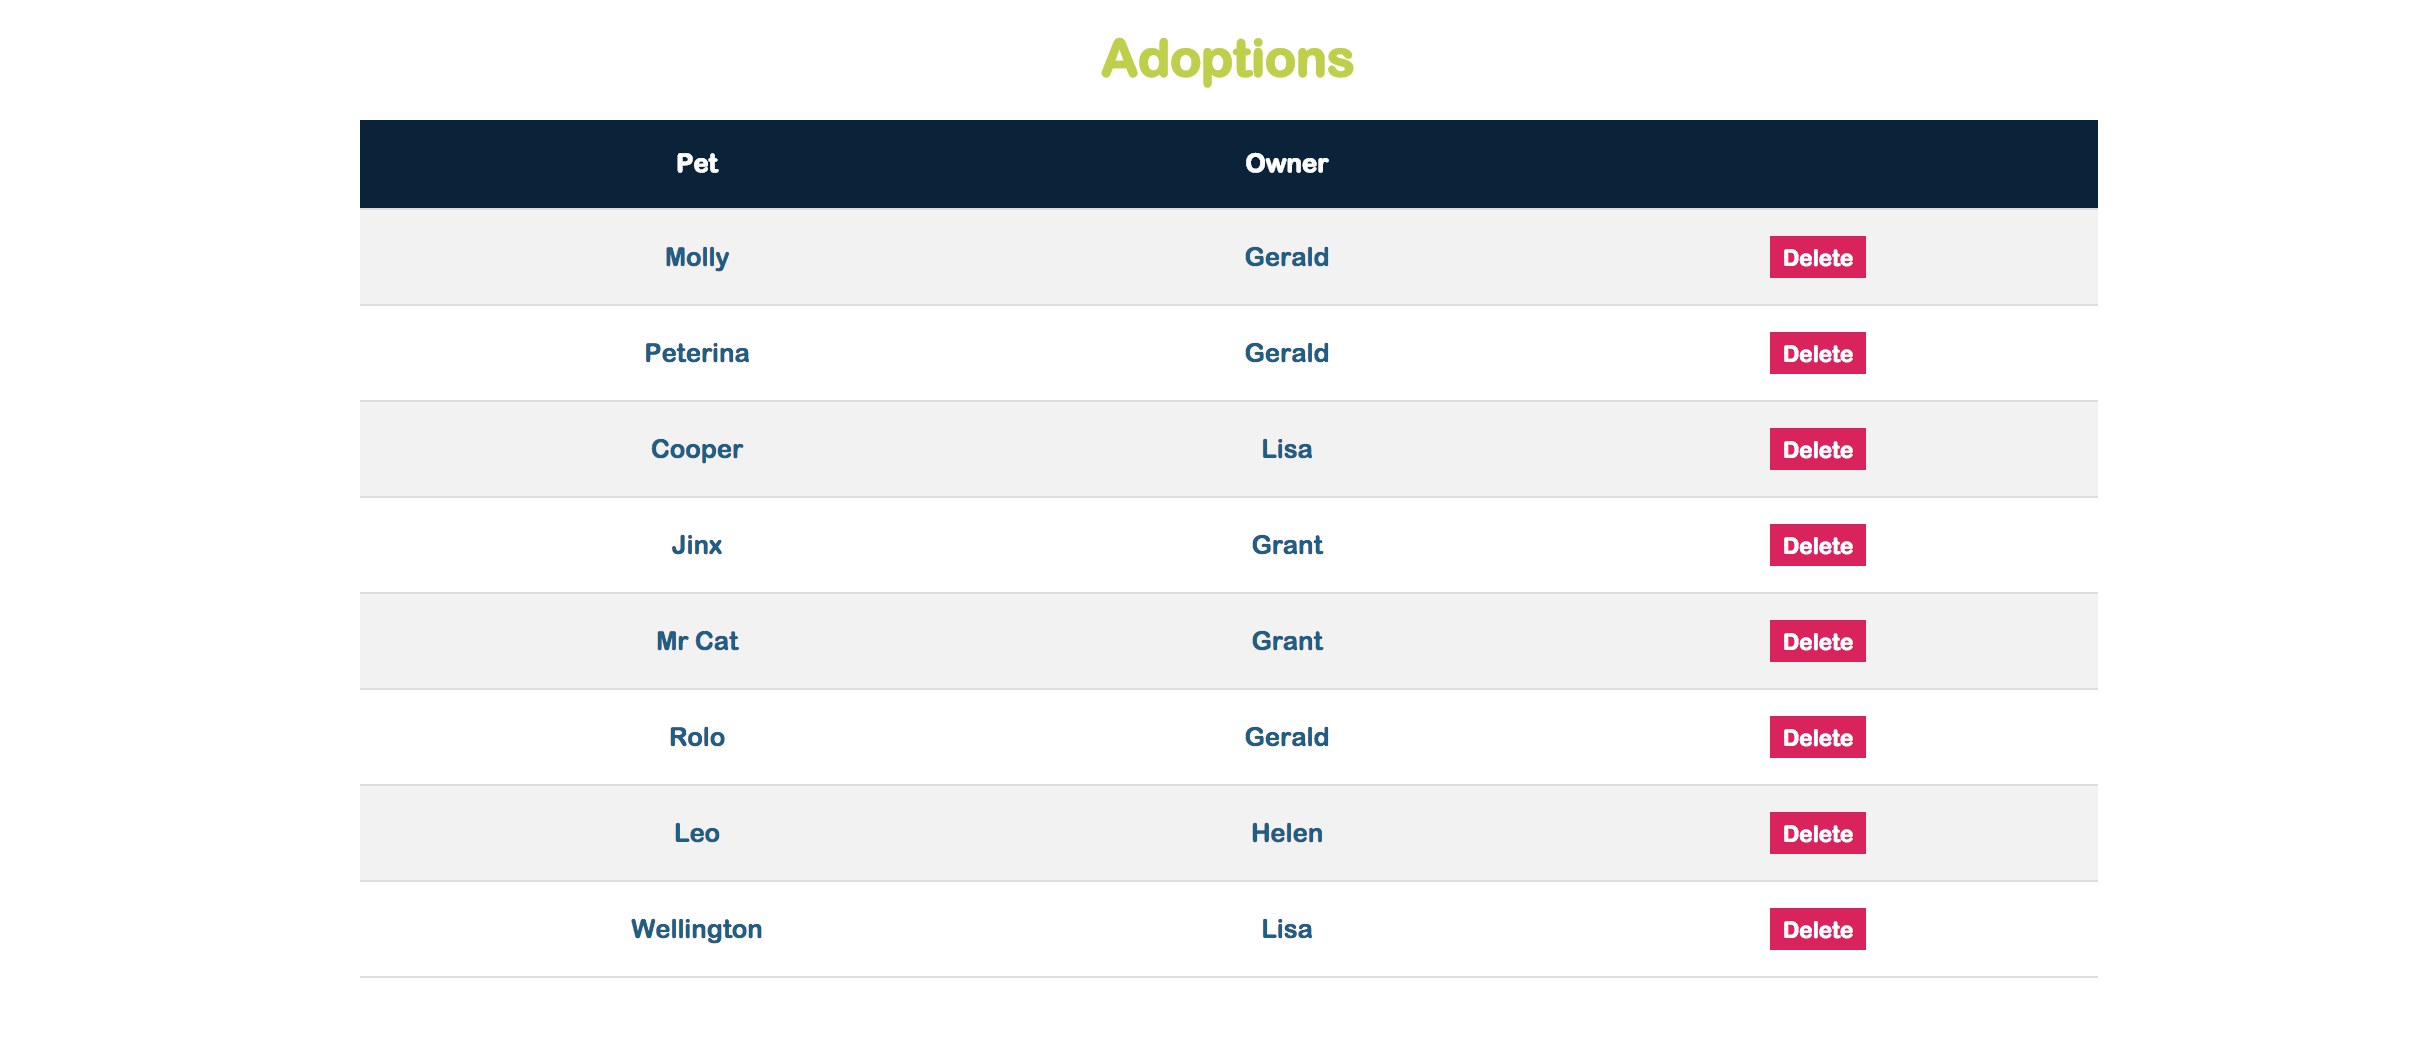 Adoptions
Pet Owner
Molly Gerald Delete
Peterina Gerald Delete
Cooper Lisa Delete
Jinx Grant Delete
Mr Cat Grant Delete
Rolo Gerald Delete
Leo Helen Delete
Wellington Lisa Delete